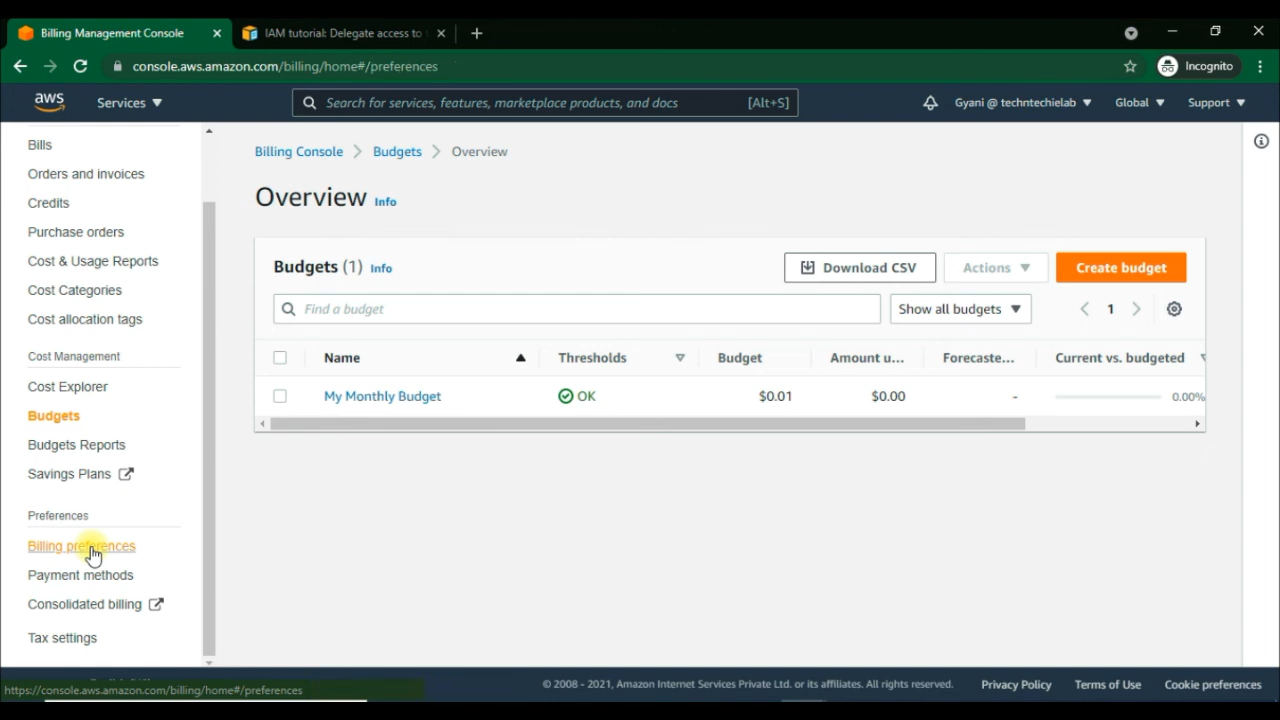 Billing Management Console
IAM tutorial: Delegate access to
console.aws.amazon.com/billing/home#/preferences
Incognito
aws
Services
Search for services, features, marketplace products, and docs
[Alt+S]
Gyani @ techntechielab
Global
Support
Bills
Orders and invoices
Credits
Purchase orders
Cost & Usage Reports
Cost Categories
Cost allocation tags
Cost Management
Cost Explorer
Budgets
Budgets Reports
Savings Plans
Preferences
Billing preferences
Payment methods
Consolidated billing
Tax settings
Billing Console > Budgets > Overview
Overview Info
Budgets (1) Info
Download CSV
Actions
Create budget
Find a budget
Show all budgets
1
Name Thresholds Budget Amount u... Forecaste... Current vs. budgeted
My Monthly Budget OK $0.01 $0.00 - 0.00%
https://console.aws.amazon.com/billing/home#/preferences
© 2008 - 2021, Amazon Internet Services Private Ltd. or its affiliates. All rights reserved.
Privacy Policy
Terms of Use
Cookie preferences